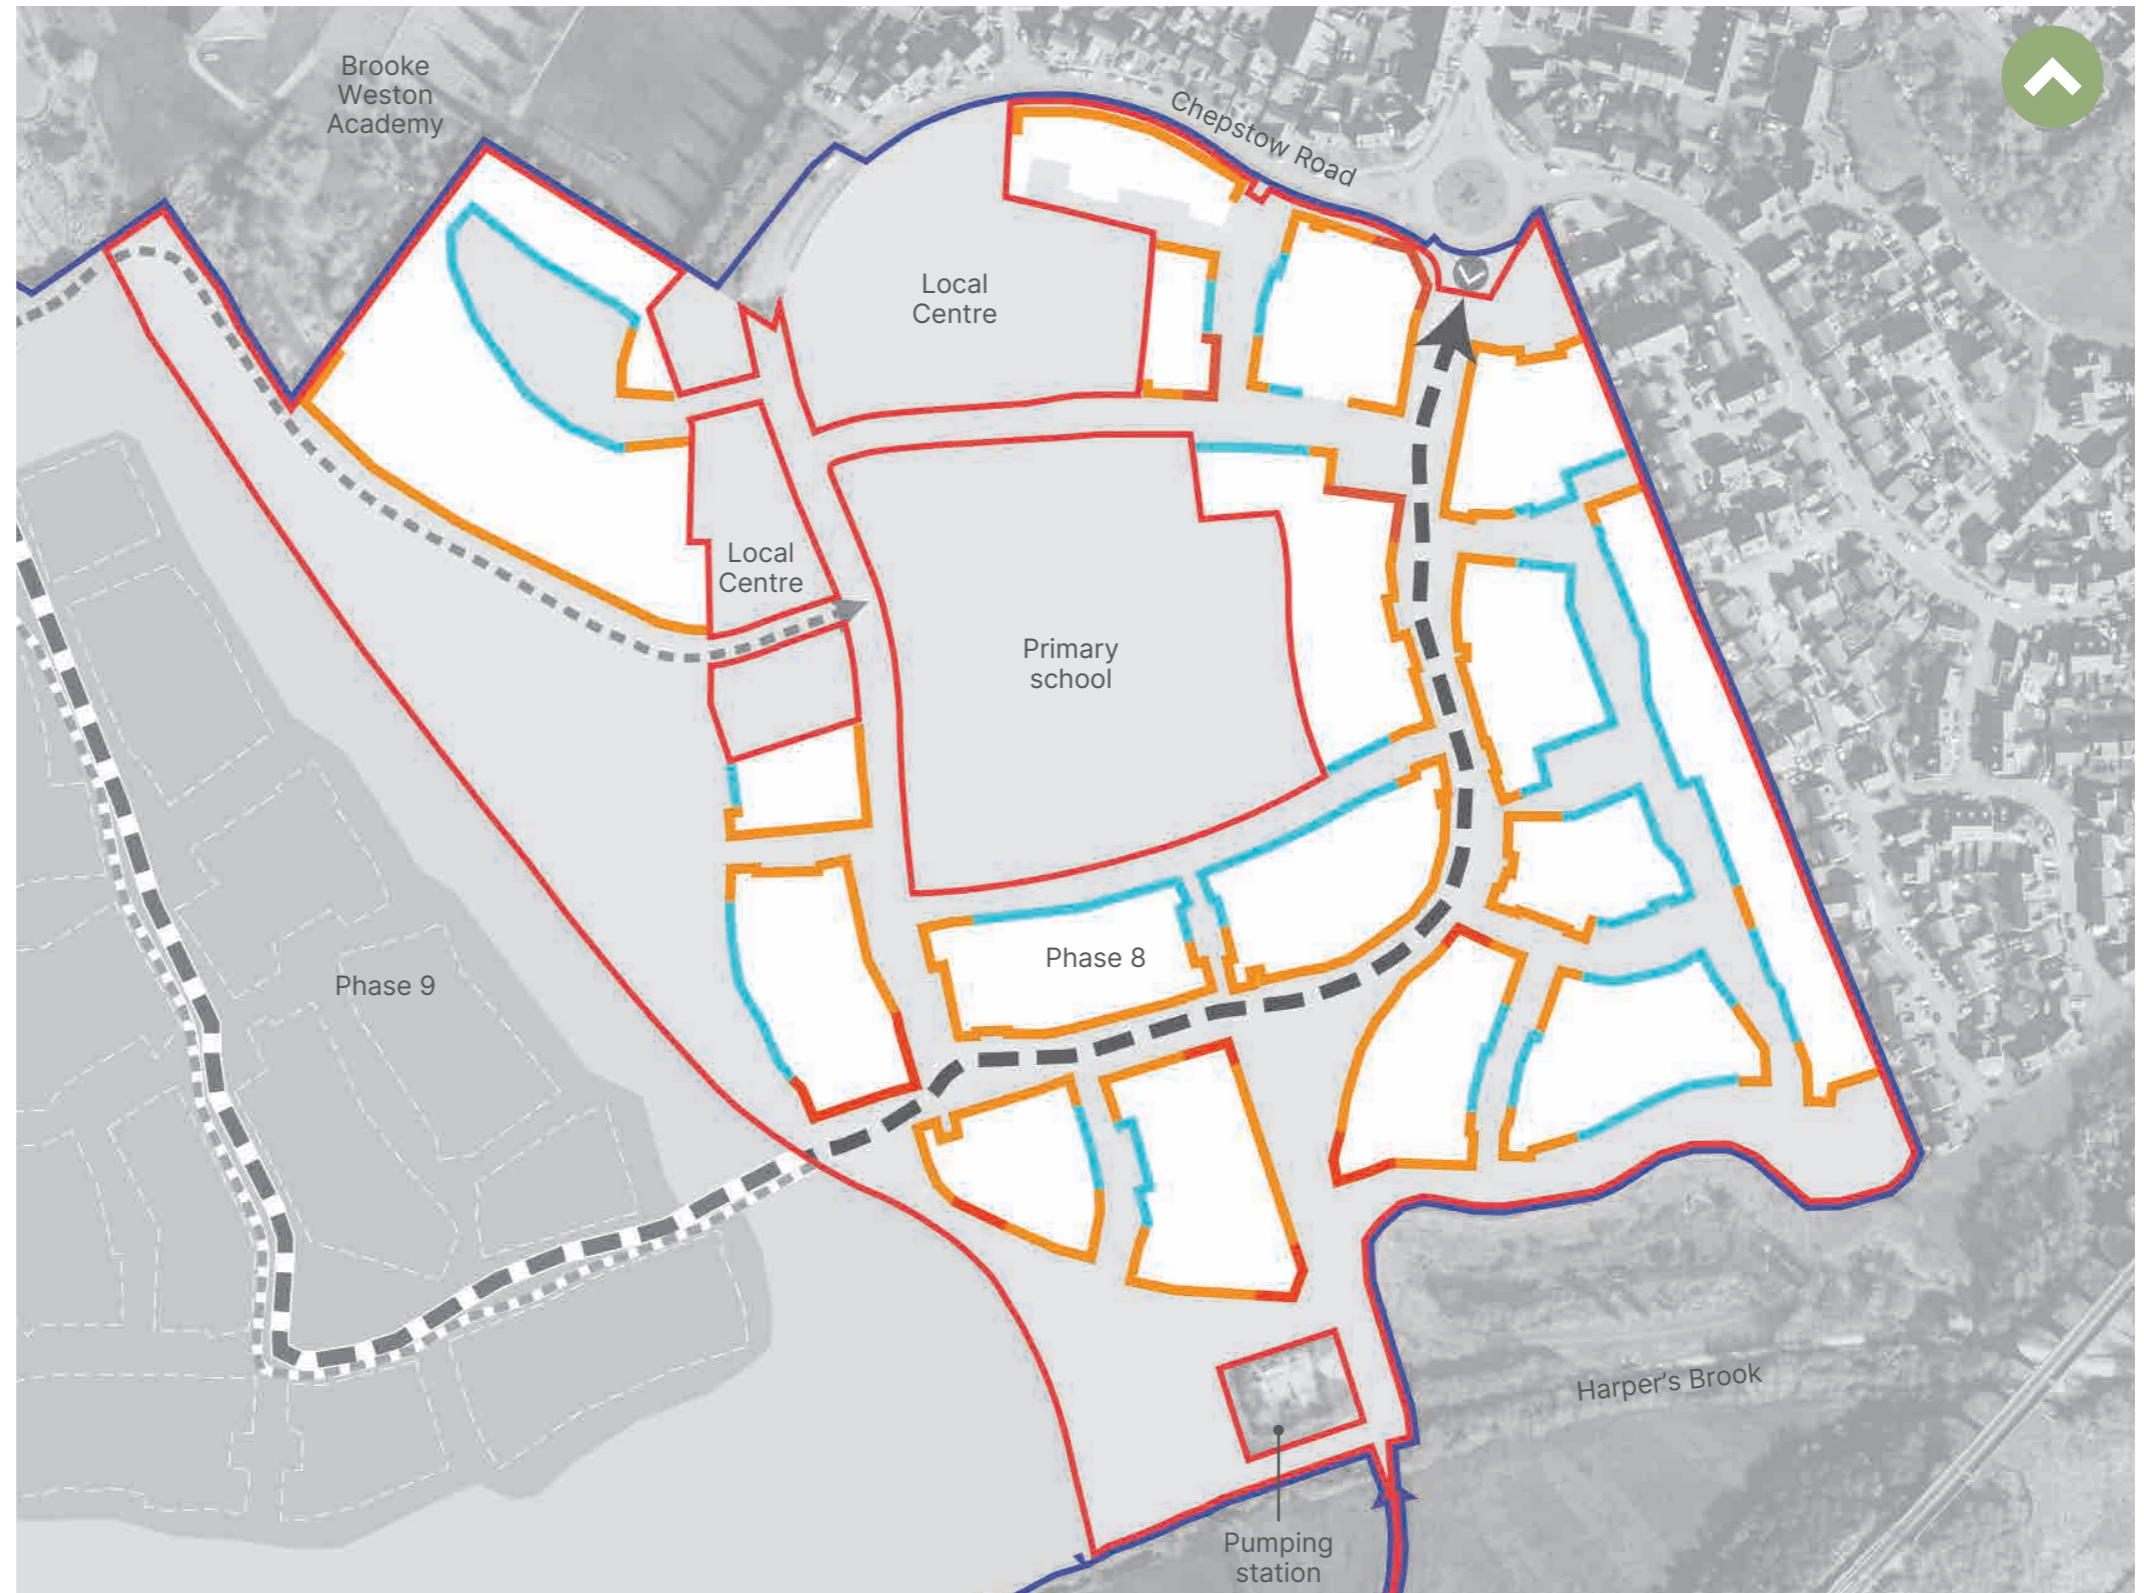 Brooke
Weston
Academy
Chepstow Road
Local
Centre
Local
Centre
Primary
school
Phase 8
Phase 9
Harper's Brook
Pumping
station